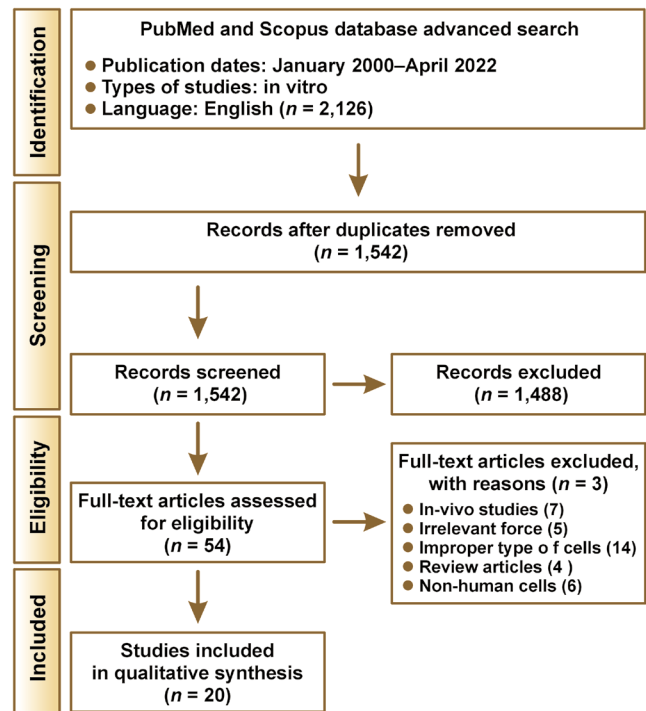 Identification
PubMed and Scopus database advanced search
● Publication dates: January 2000–April 2022
● Types of studies: in vitro
● Language: English (n = 2,126)
Screening
Records after duplicates removed
(n = 1,542)
Records screened
(n = 1,542)
Records excluded
(n = 1,488)
Eligibility
Full-text articles assessed
for eligibility
(n = 54)
Full-text articles excluded,
with reasons (n = 3)
● In-vivo studies (7)
● Irrelevant force (5)
● Improper type o f cells (14)
● Review articles (4 )
● Non-human cells (6)
Included
Studies included
in qualitative synthesis
(n = 20)